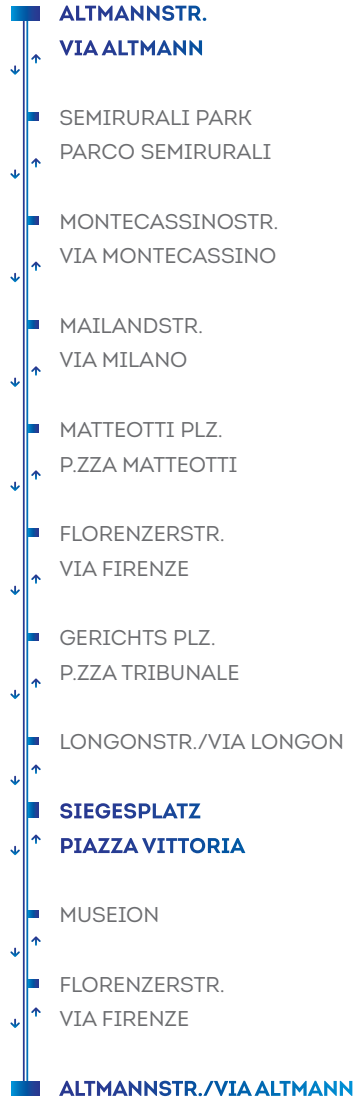 ALTMANNSTR.
VIA ALTMANN
SEMIRURALI PARK
PARCO SEMIRURALI
MONTECASSINOSTR.
VIA MONTECASSINO
MAILANDSTR.
VIA MILANO
MATTEOTTI PLZ.
P.ZZA MATTEOTTI
FLORENZERSTR.
VIA FIRENZE
GERICHTS PLZ.
P.ZZA TRIBUNALE
LONGONSTR./VIA LONGON
SIEGESPLATZ
PIAZZA VITTORIA
MUSEION
FLORENZERSTR.
VIA FIRENZE
ALTMANNSTR./VIA ALTMANN